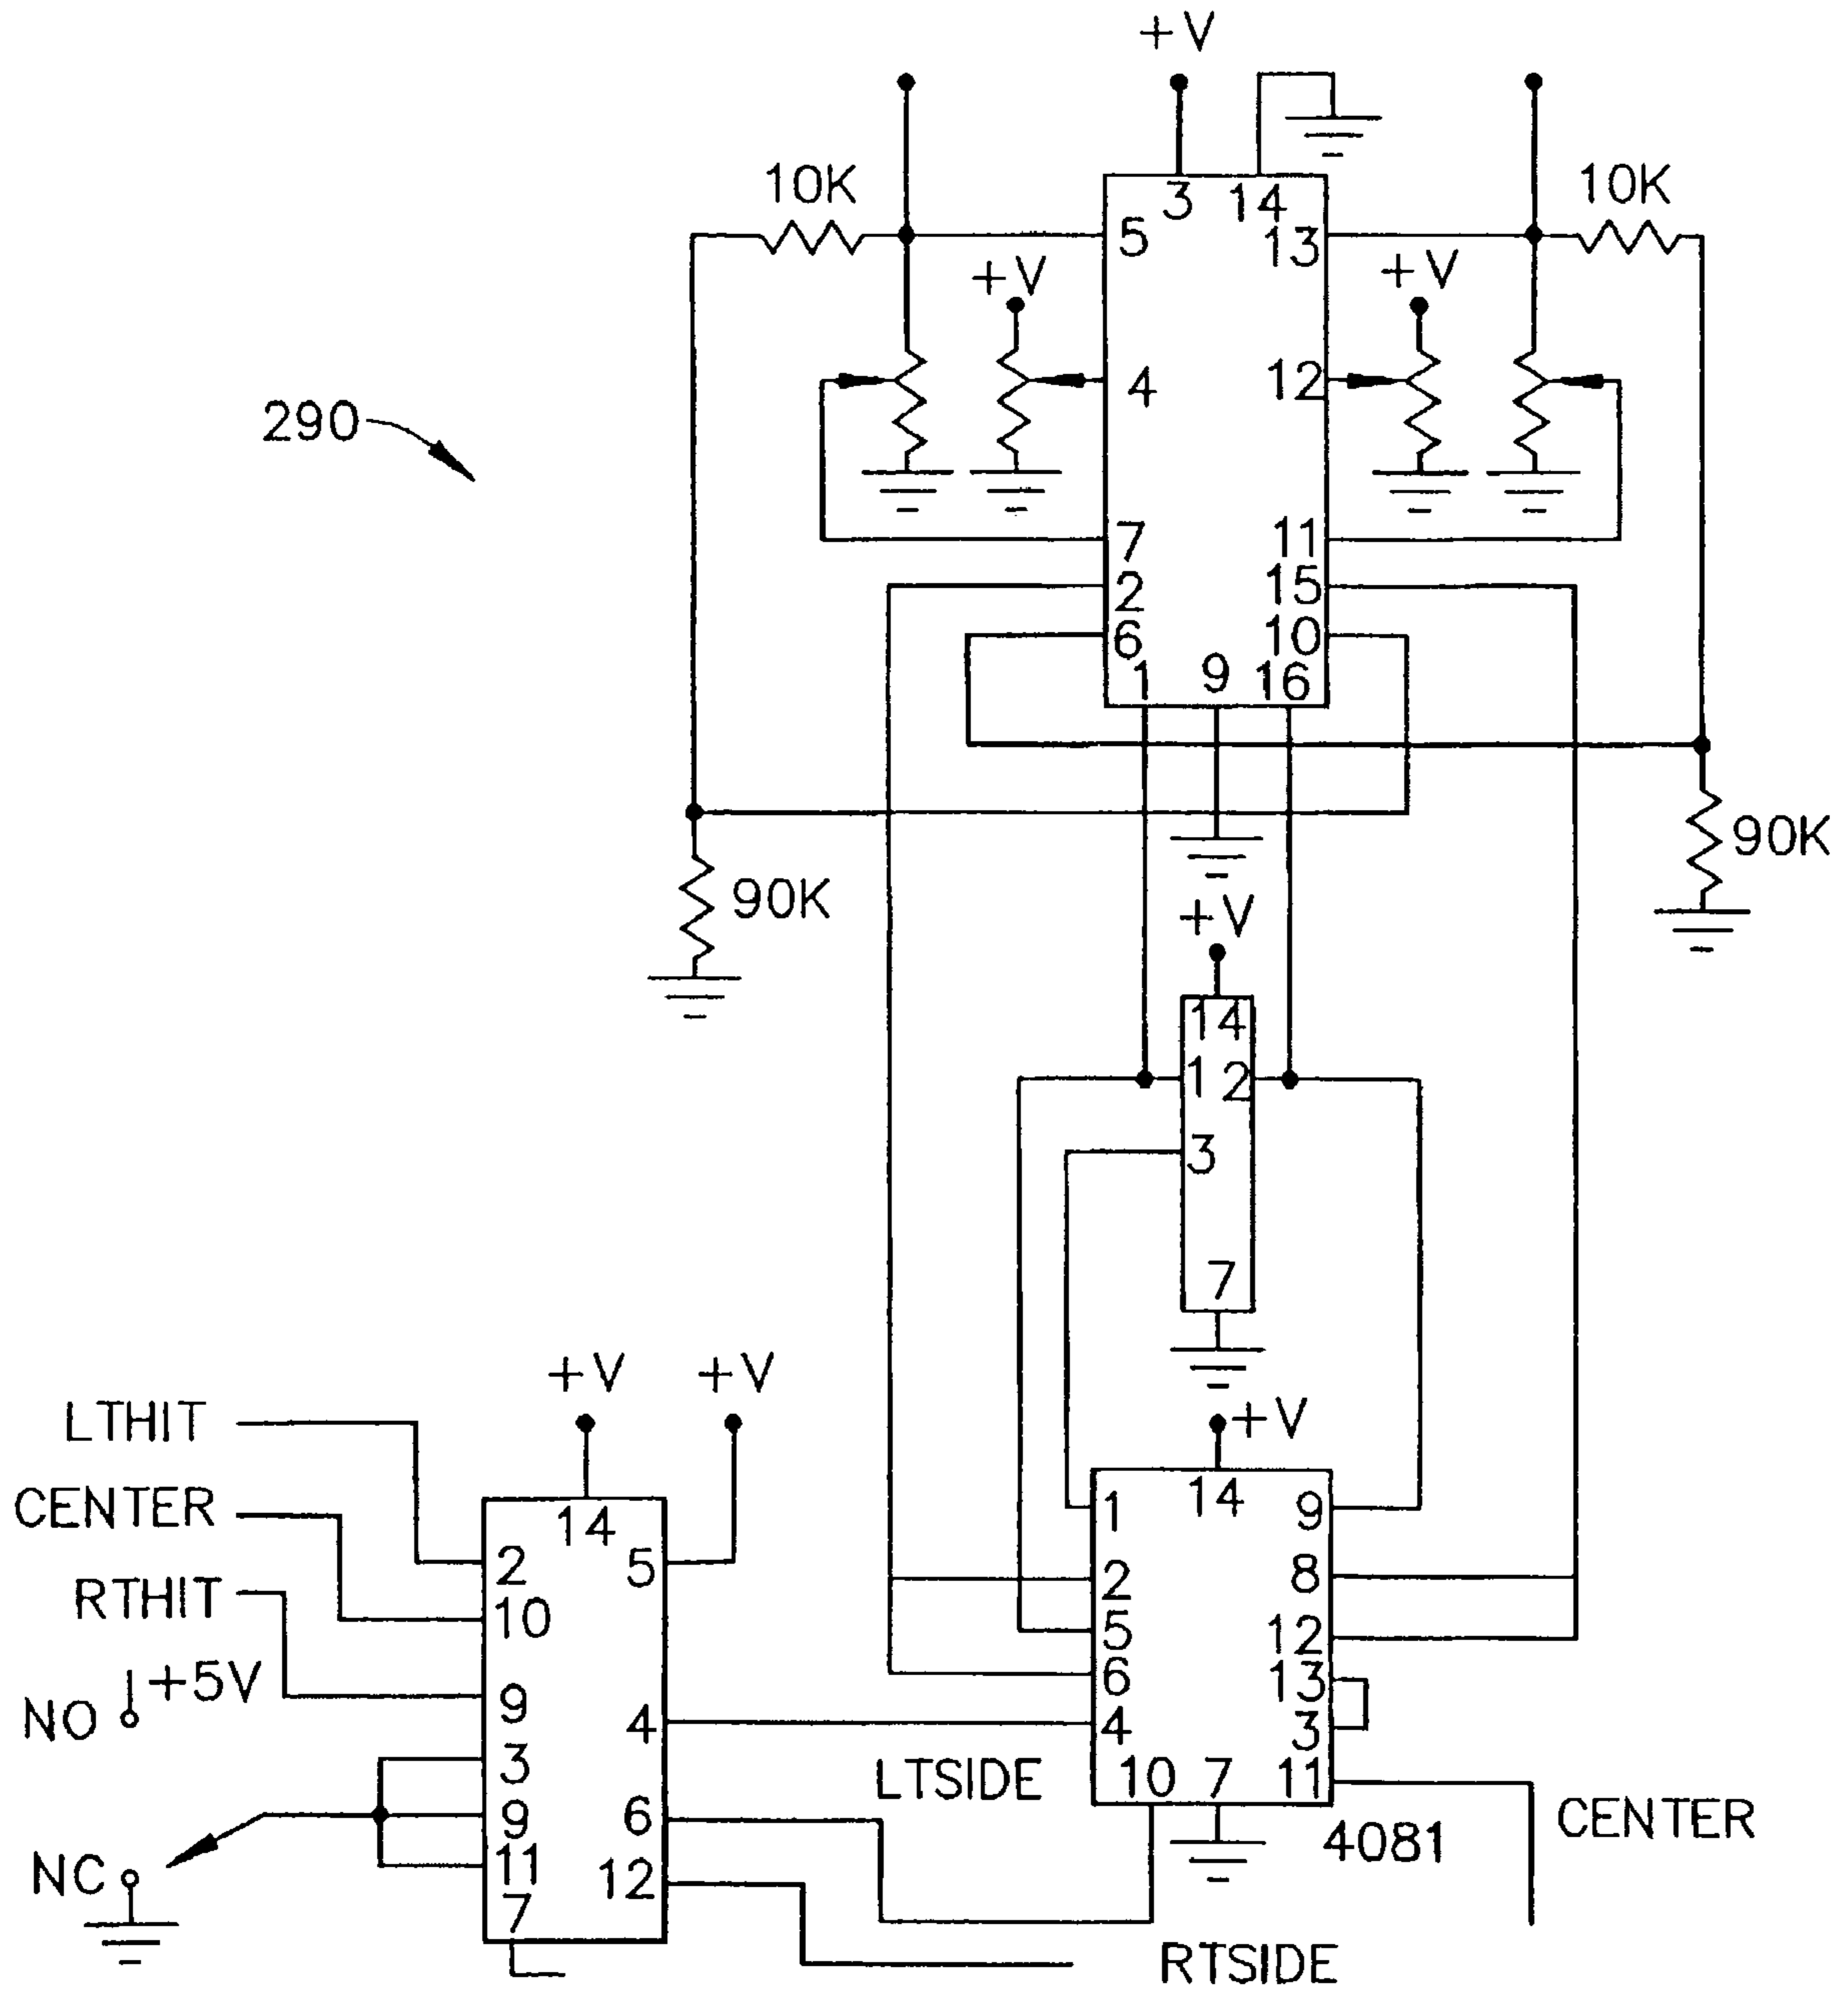 +V
10K
10K
3 14
5 13
+V
+V
4 12
290
7 11
2 15
6 10
1 9 16
90K
90K
+V
14
1 2
3
7
+V
+V
+V
LTHIT
14
1 9
CENTER
14
2 5
2 8
RTHIT
10
5 12
+5V
6 13
NO
9
4
4 3
3
LTSIDE
10 7 11
9
6
CENTER
4081
NC
11
12
7
RTSIDE